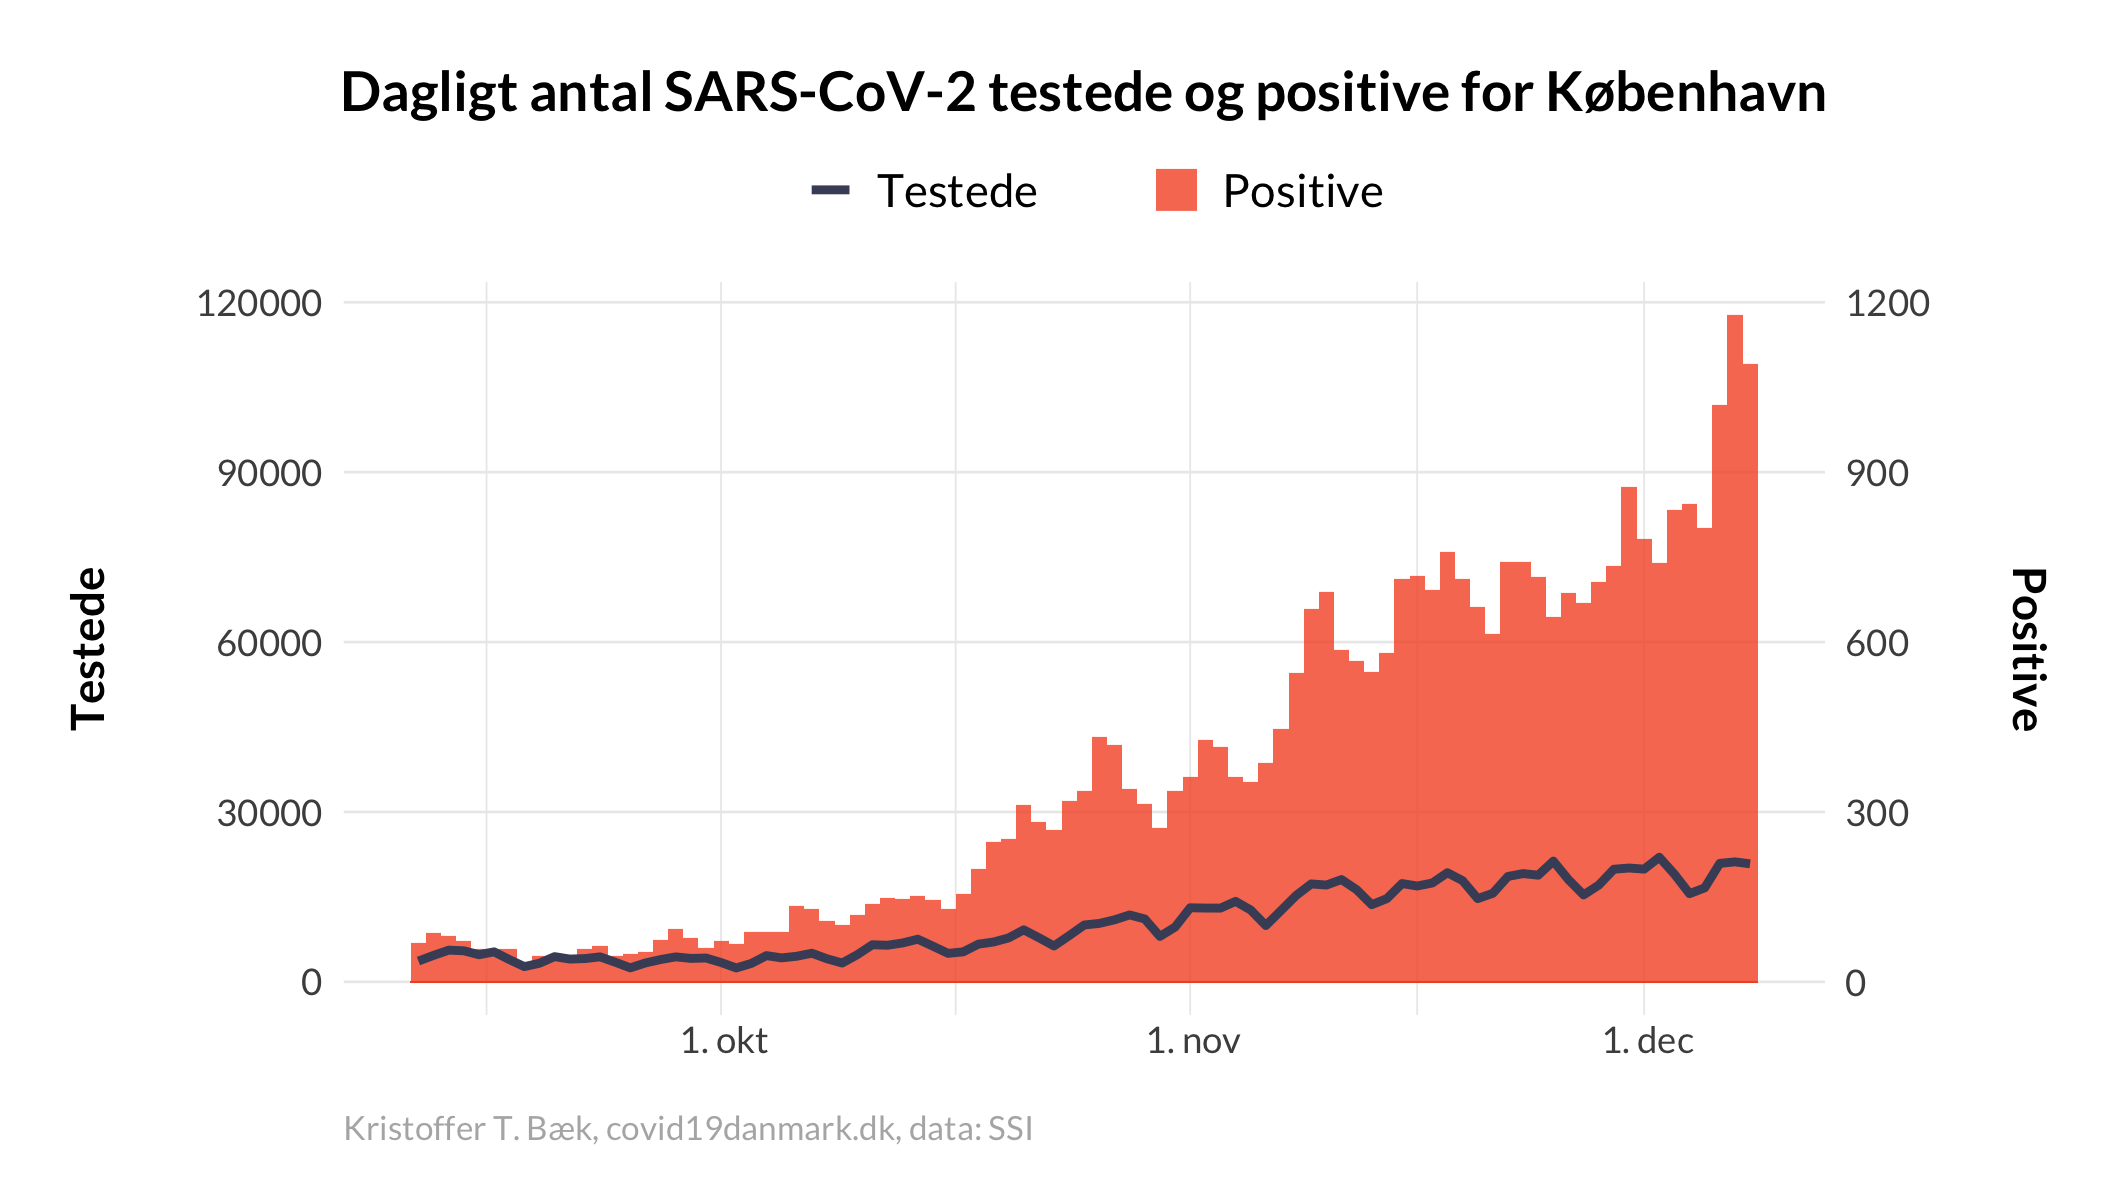 Dagligt antal SARS-CoV-2 testede og positive for København
Testede
Positive
120000
90000
60000
30000
0
Testede
1200
900
600
300
0
Positive
1. okt
1. nov
1. dec
Kristoffer T. Bæk, covid19danmark.dk, data: SSI